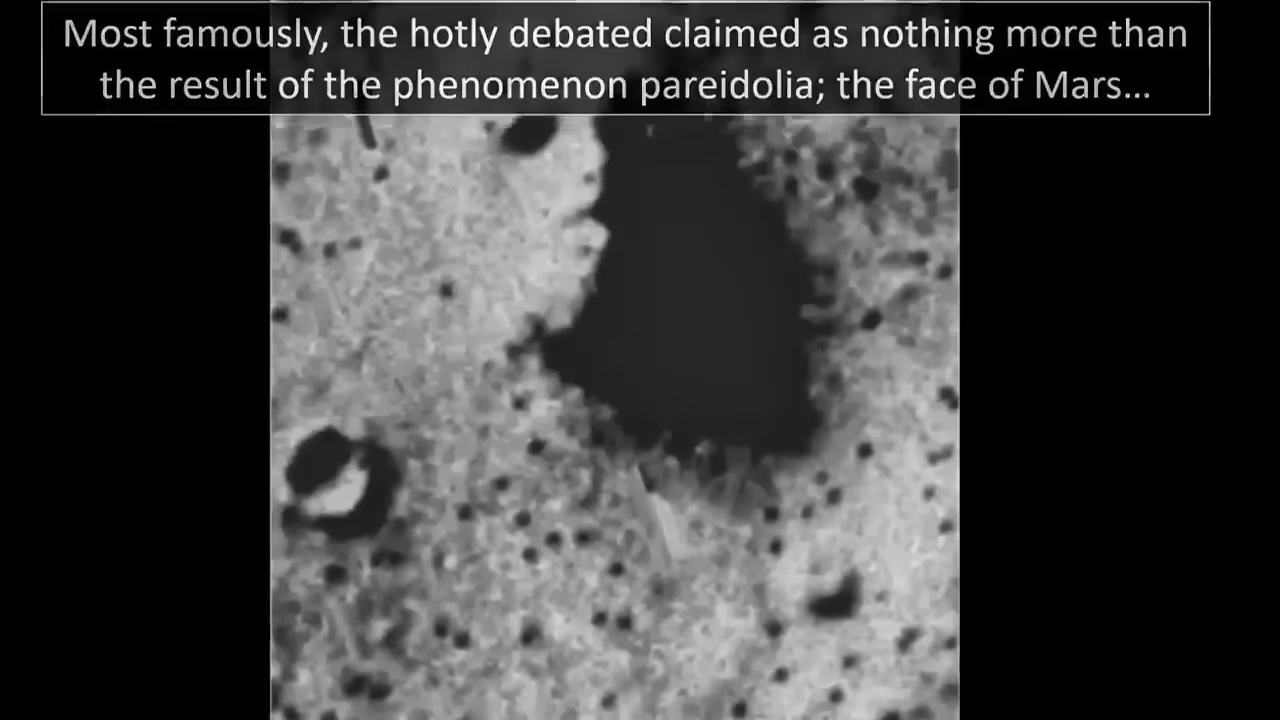 Most famously, the hotly debated claimed as nothing more than
the result of the phenomenon pareidolia; the face of Mars...